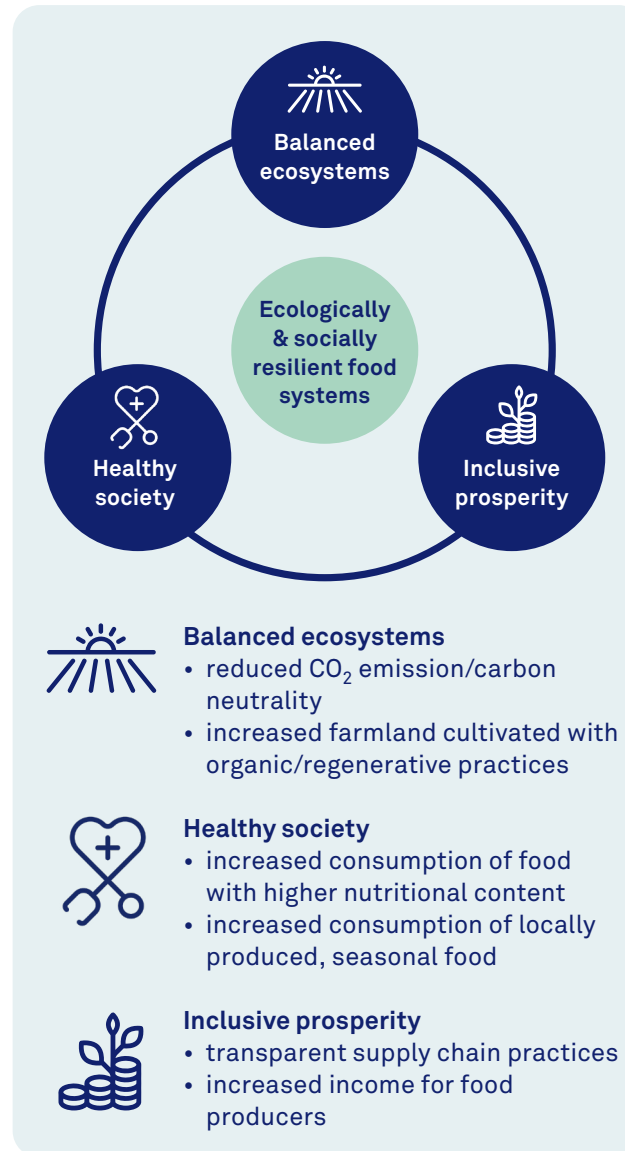 Balanced
ecosystems
Ecologically
& socially
resilient food
systems
Healthy
society
Inclusive
prosperity
Balanced ecosystems
• reduced CO₂ emission/carbon
neutrality
• increased farmland cultivated with
organic/regenerative practices
Healthy society
• increased consumption of food
with higher nutritional content
• increased consumption of locally
produced, seasonal food
Inclusive prosperity
• transparent supply chain practices
• increased income for food
producers